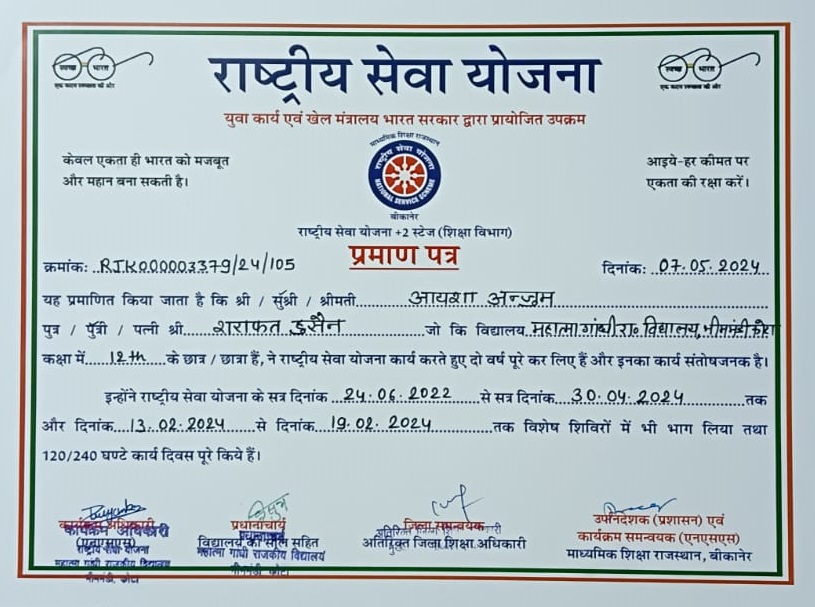 स्वच्छ भारत
एक कदम स्वच्छता की ओर
राष्ट्रीय सेवा योजना
स्वच्छ भारत
एक कदम स्वच्छता की ओर
युवा कार्य एवं खेल मंत्रालय भारत सरकार द्वारा प्रायोजित उपक्रम
केवल एकता ही भारत को मजबूत
और महान बना सकती है।
माध्यमिक शिक्षा राजस्थान
राष्ट्रीय सेवा योजना
NATIONAL SERVICE SCHEME
बीकानेर
आइये-हर कीमत पर
एकता की रक्षा करें।
राष्ट्रीय सेवा योजना +2 स्टेज (शिक्षा विभाग)
प्रमाण पत्र
क्रमांक: RJK000003379/24/105 दिनांक: 07.05.2024
यह प्रमाणित किया जाता है कि श्री / सुश्री / श्रीमती आयशा अन्जुम
पुत्र / पुत्री / पत्नी श्री शराफत हुसैन जो कि विद्यालय महात्मा गांधी रा० विद्यालय, भीममंडी कोटा
कक्षा में 12th के छात्र / छात्रा हैं, ने राष्ट्रीय सेवा योजना कार्य करते हुए दो वर्ष पूरे कर लिए हैं और इनका कार्य संतोषजनक है।
इन्होंने राष्ट्रीय सेवा योजना के सत्र दिनांक 24.06.2022 से सत्र दिनांक 30.04.2024 तक
और दिनांक 13.02.2024 से दिनांक 19.02.2024 तक विशेष शिविरों में भी भाग लिया तथा
120/240 घण्टे कार्य दिवस पूरे किये हैं।
कार्यक्रम अधिकारी
(एनएसएस)
कार्यक्रम अधिकारी
राष्ट्रीय सेवा योजना
महात्मा गांधी राजकीय विद्यालय
भीममंडी, कोटा
प्रधानाचार्य
विद्यालय की सील सहित
प्रधानाचार्य
महात्मा गांधी राजकीय विद्यालय
भीममंडी, कोटा
जिला समन्वयक
अतिरिक्त जिला शिक्षा अधिकारी
उपनिदेशक (प्रशासन) एवं
कार्यक्रम समन्वयक (एनएसएस)
माध्यमिक शिक्षा राजस्थान, बीकानेर